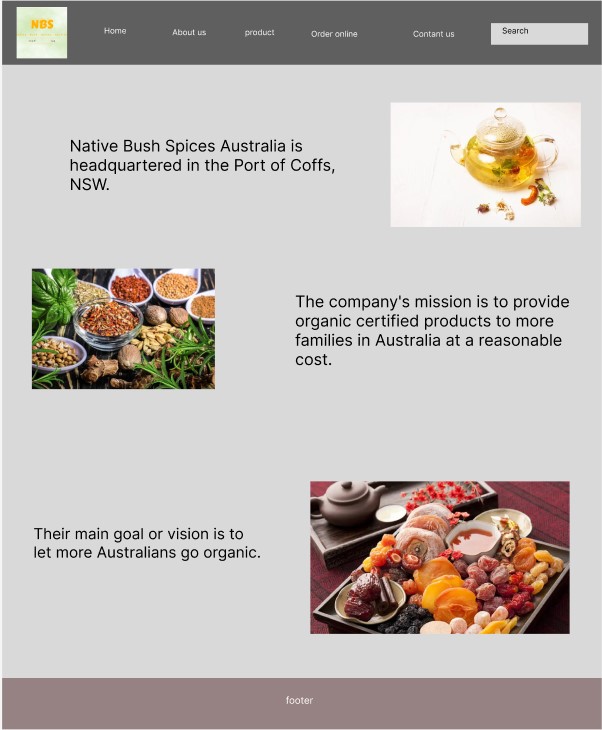 NBS
Home
About us
product
Order online
Contant us
Search
Native Bush Spices Australia is
headquartered in the Port of Coffs,
NSW.
The company's mission is to provide
organic certified products to more
families in Australia at a reasonable
cost.
Their main goal or vision is to
let more Australians go organic.
footer